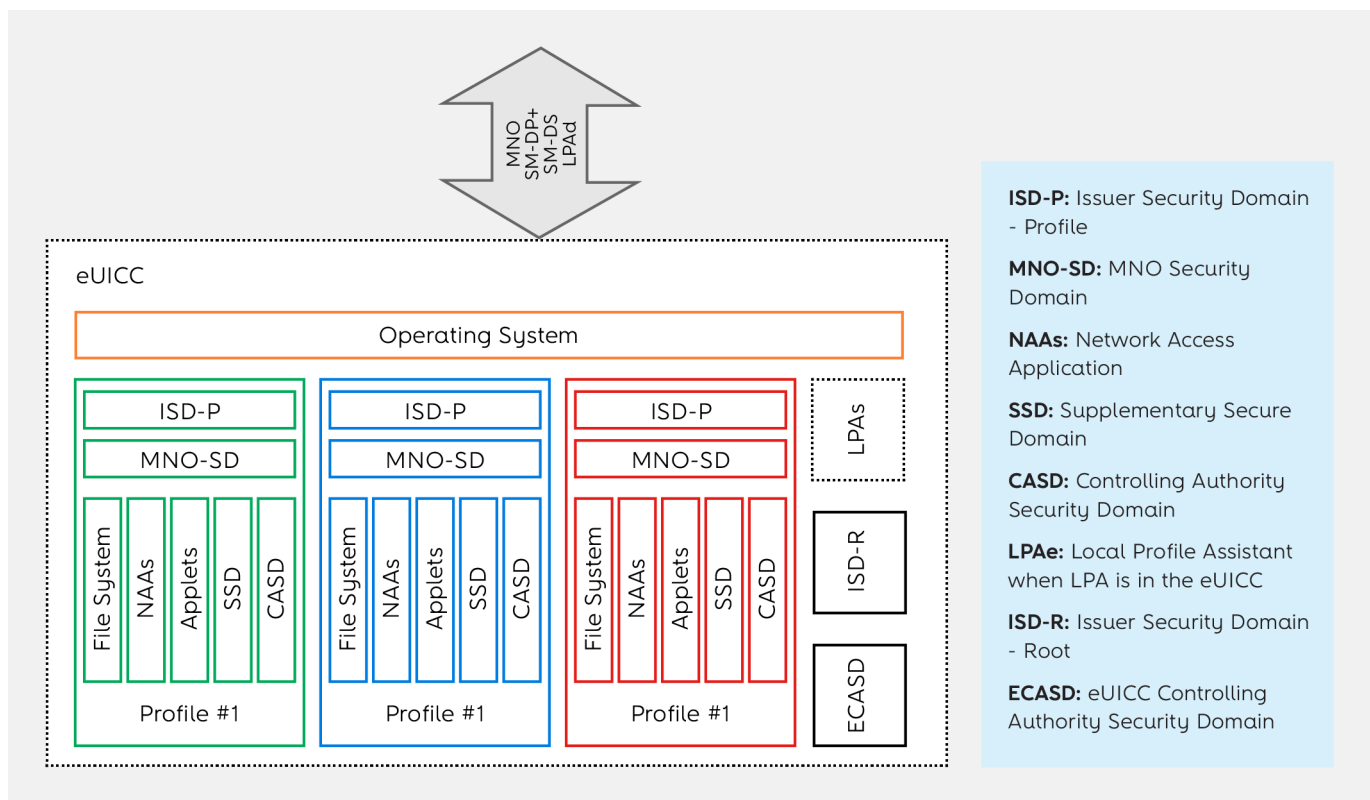 MNO
SM-DP+
SM-DS
LPAd
eUICC
Operating System
ISD-P
MNO-SD
File System
NAAs
Applets
SSD
CASD
Profile #1
ISD-P
MNO-SD
File System
NAAs
Applets
SSD
CASD
Profile #1
ISD-P
MNO-SD
File System
NAAs
Applets
SSD
CASD
Profile #1
LPAs
ISD-R
ECASD
ISD-P: Issuer Security Domain
- Profile
MNO-SD: MNO Security
Domain
NAAs: Network Access
Application
SSD: Supplementary Secure
Domain
CASD: Controlling Authority
Security Domain
LPAe: Local Profile Assistant
when LPA is in the eUICC
ISD-R: Issuer Security Domain
- Root
ECASD: eUICC Controlling
Authority Security Domain